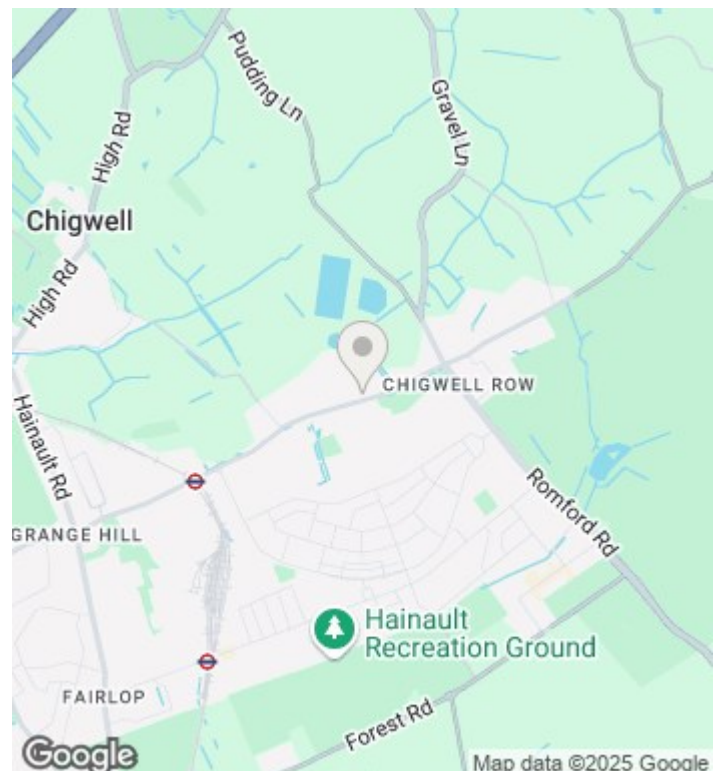 Pudding Ln
Gravel Ln
High Rd
Chigwell
High Rd
CHIGWELL ROW
Hainault Rd
Romford Rd
GRANGE HILL
Hainault
Recreation Ground
FAIRLOP
Forest Rd
Google
Map data ©2025 Google